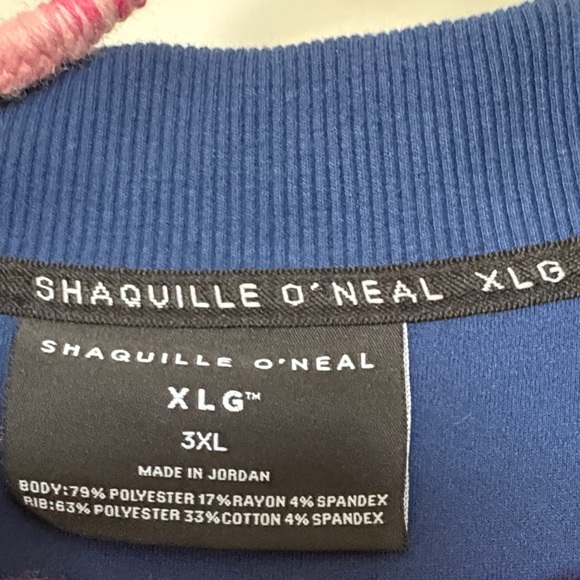 SHAQUILLE O'NEAL XLG
SHAQUILLE O'NEAL
XLG™
3XL
MADE IN JORDAN
BODY:79% POLYESTER 17% RAYON 4% SPANDEX
RIB:63% POLYESTER 33% COTTON 4% SPANDEX